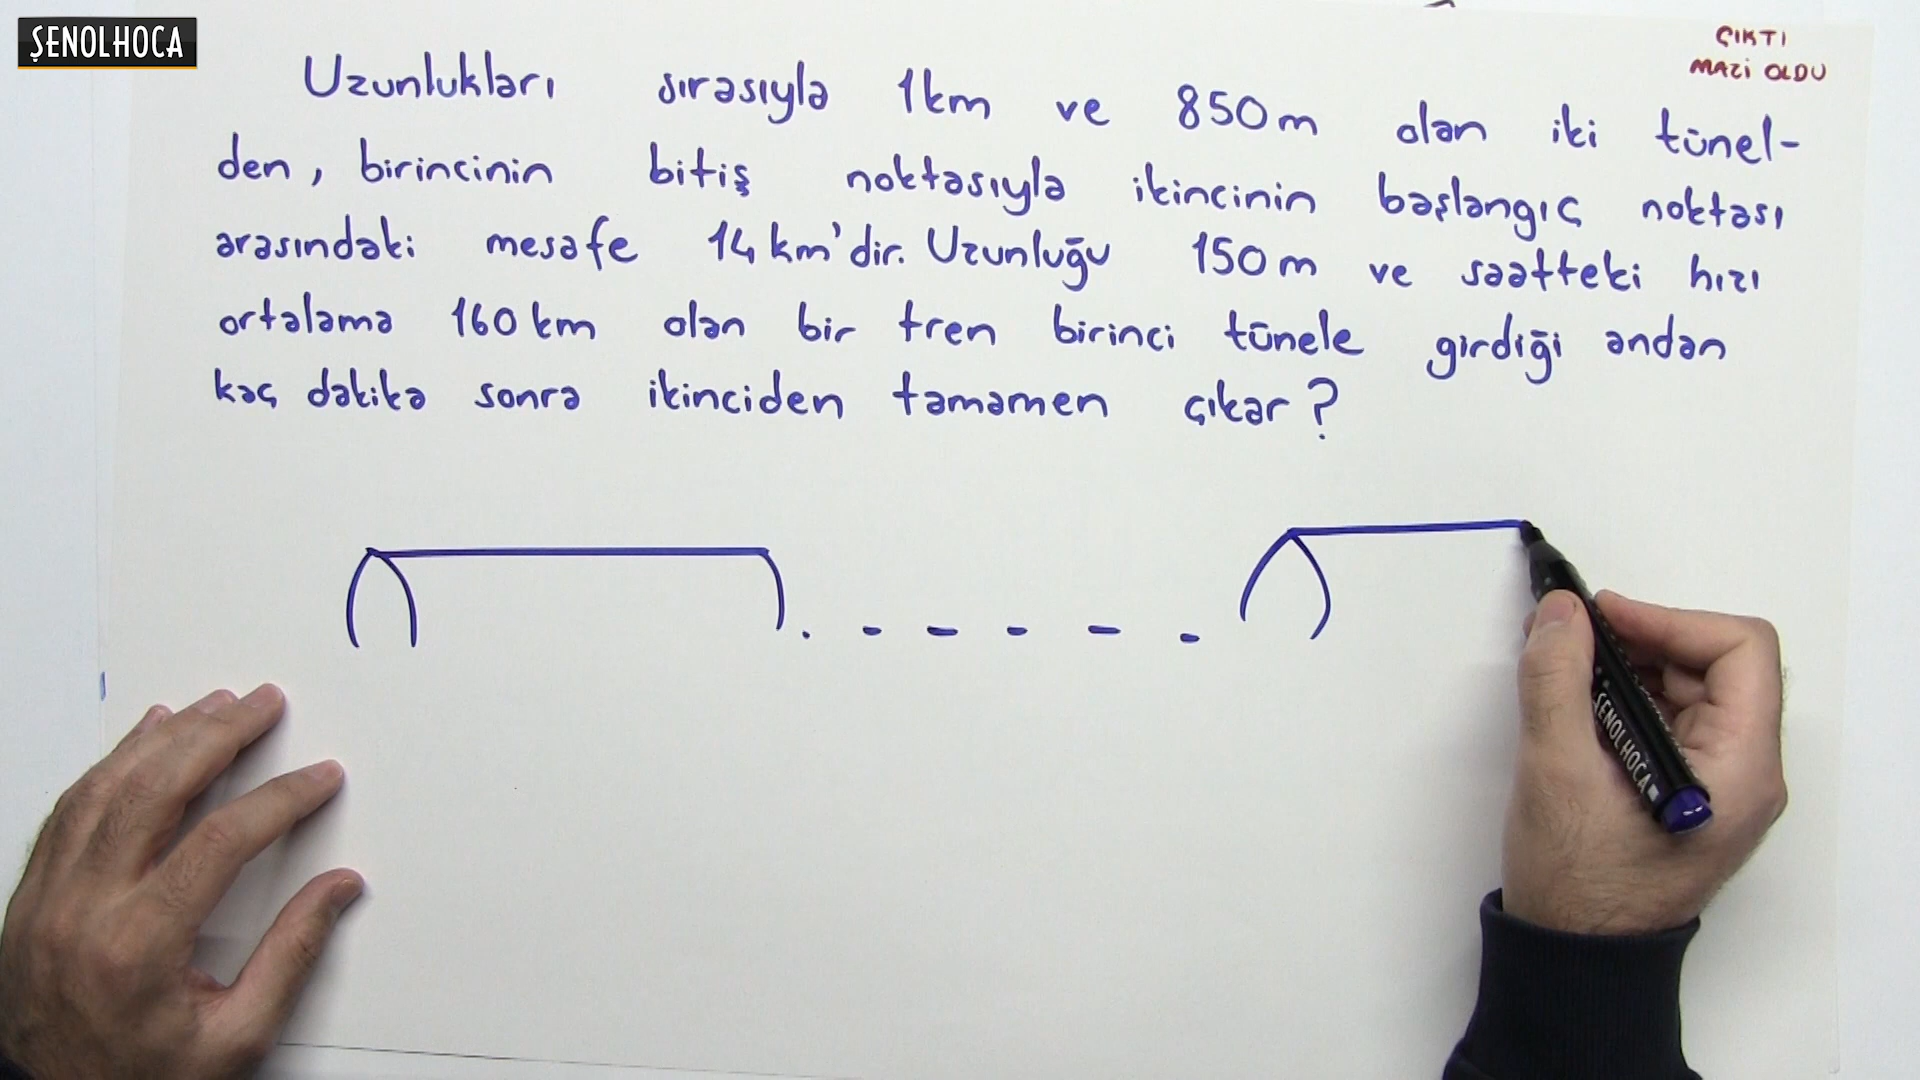 ŞENOLHOCA
ÇIKTI
MAZİ OLDU
Uzunlukları sırasıyla 1km ve 850m olan iki tünel-
den, birincinin bitiş noktasıyla ikincinin başlangıç noktası
arasındaki mesafe 14 km'dir. Uzunluğu 150m ve saatteki hızı
ortalama 160 km olan bir tren birinci tünele girdiği andan
kaç dakika sonra ikinciden tamamen çıkar?
ŞENOLHOCA